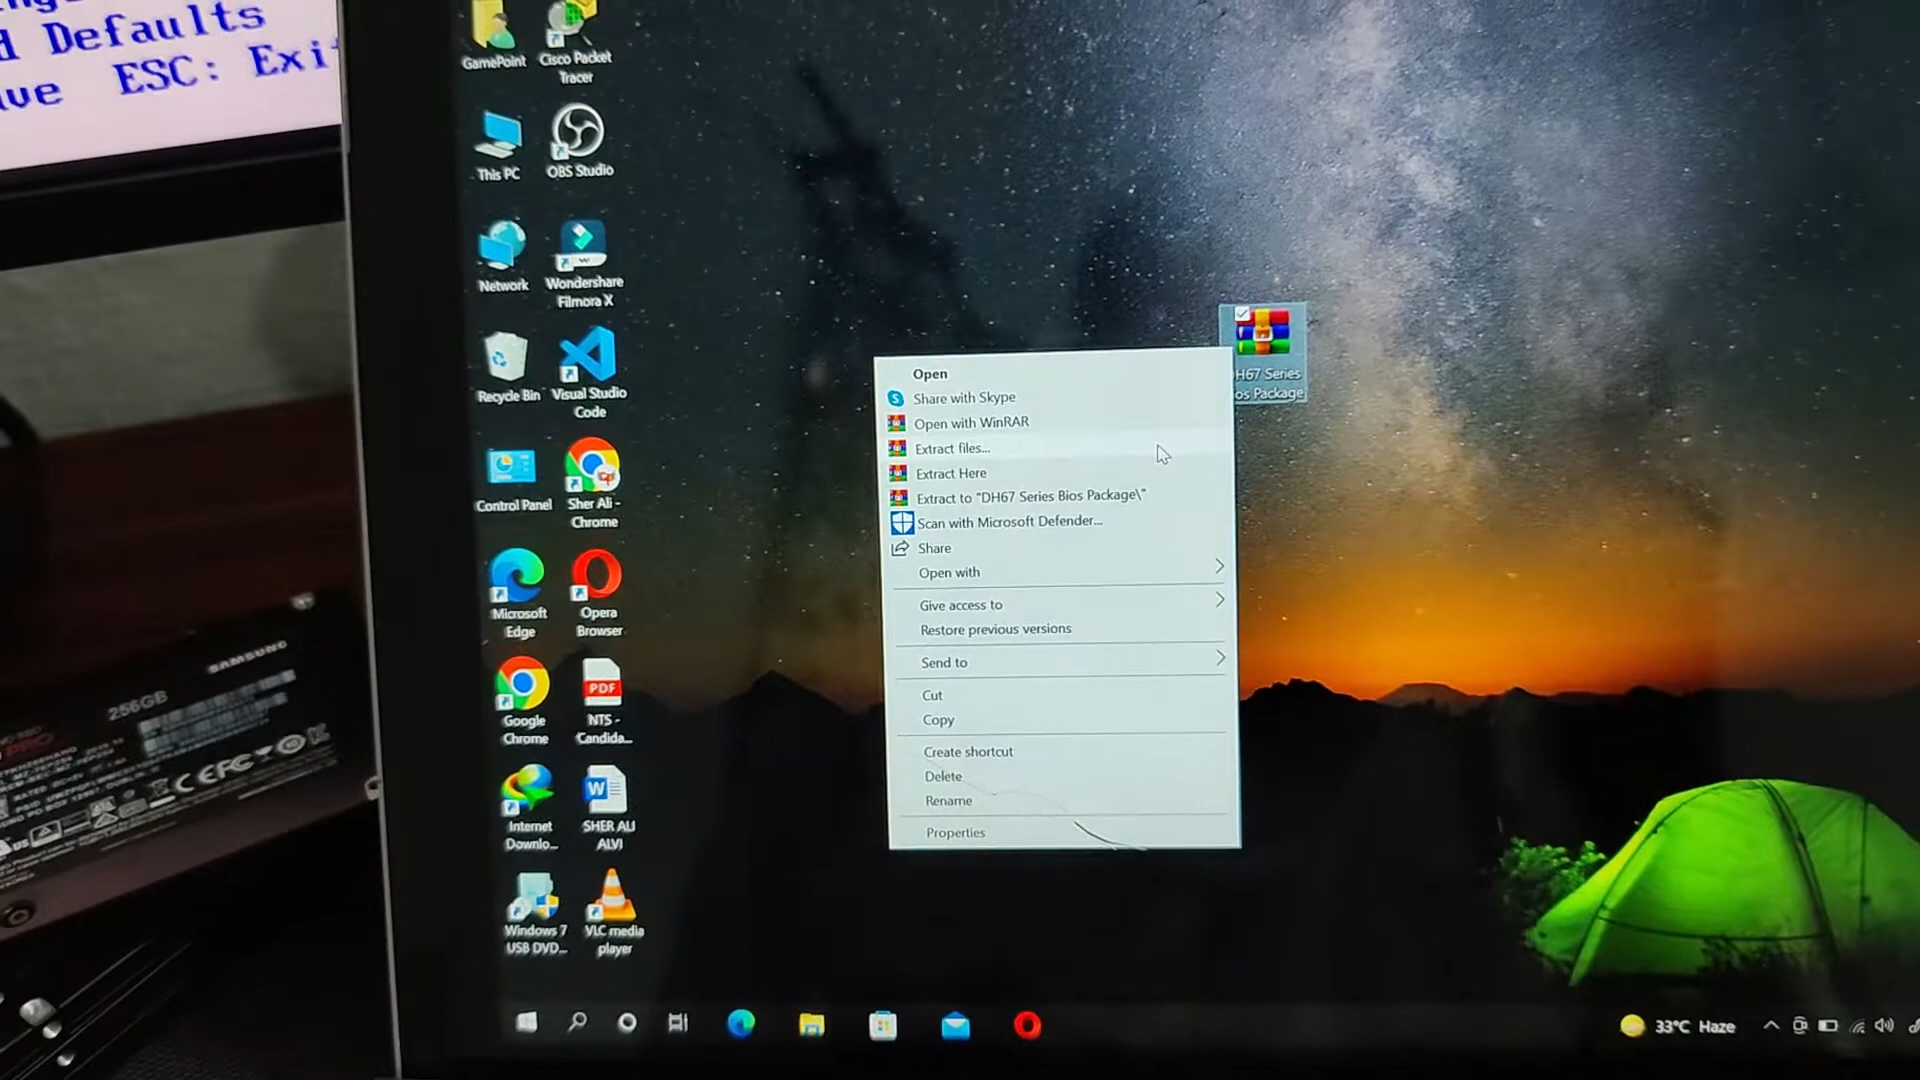 d Defaults
ESC: Exi
GamePoint
Cisco Packet
Tracer
This PC
OBS Studio
Network
Wondershare
Filmora X
Recycle Bin
Visual Studio
Code
Control Panel
Sher Ali -
Chrome
Microsoft
Edge
Opera
Browser
Google
Chrome
PDF
NTS -
Candida...
Internet
Downlo...
SHER ALI
ALVI
Windows 7
USB DVD...
VLC media
player
H67 Series
os Package
Open
Share with Skype
Open with WinRAR
Extract files...
Extract Here
Extract to "DH67 Series Bios Package\"
Scan with Microsoft Defender...
Share
Open with
Give access to
Restore previous versions
Send to
Cut
Copy
Create shortcut
Delete
Rename
Properties
33°C Haze
SAMSUNG
256GB
PRO